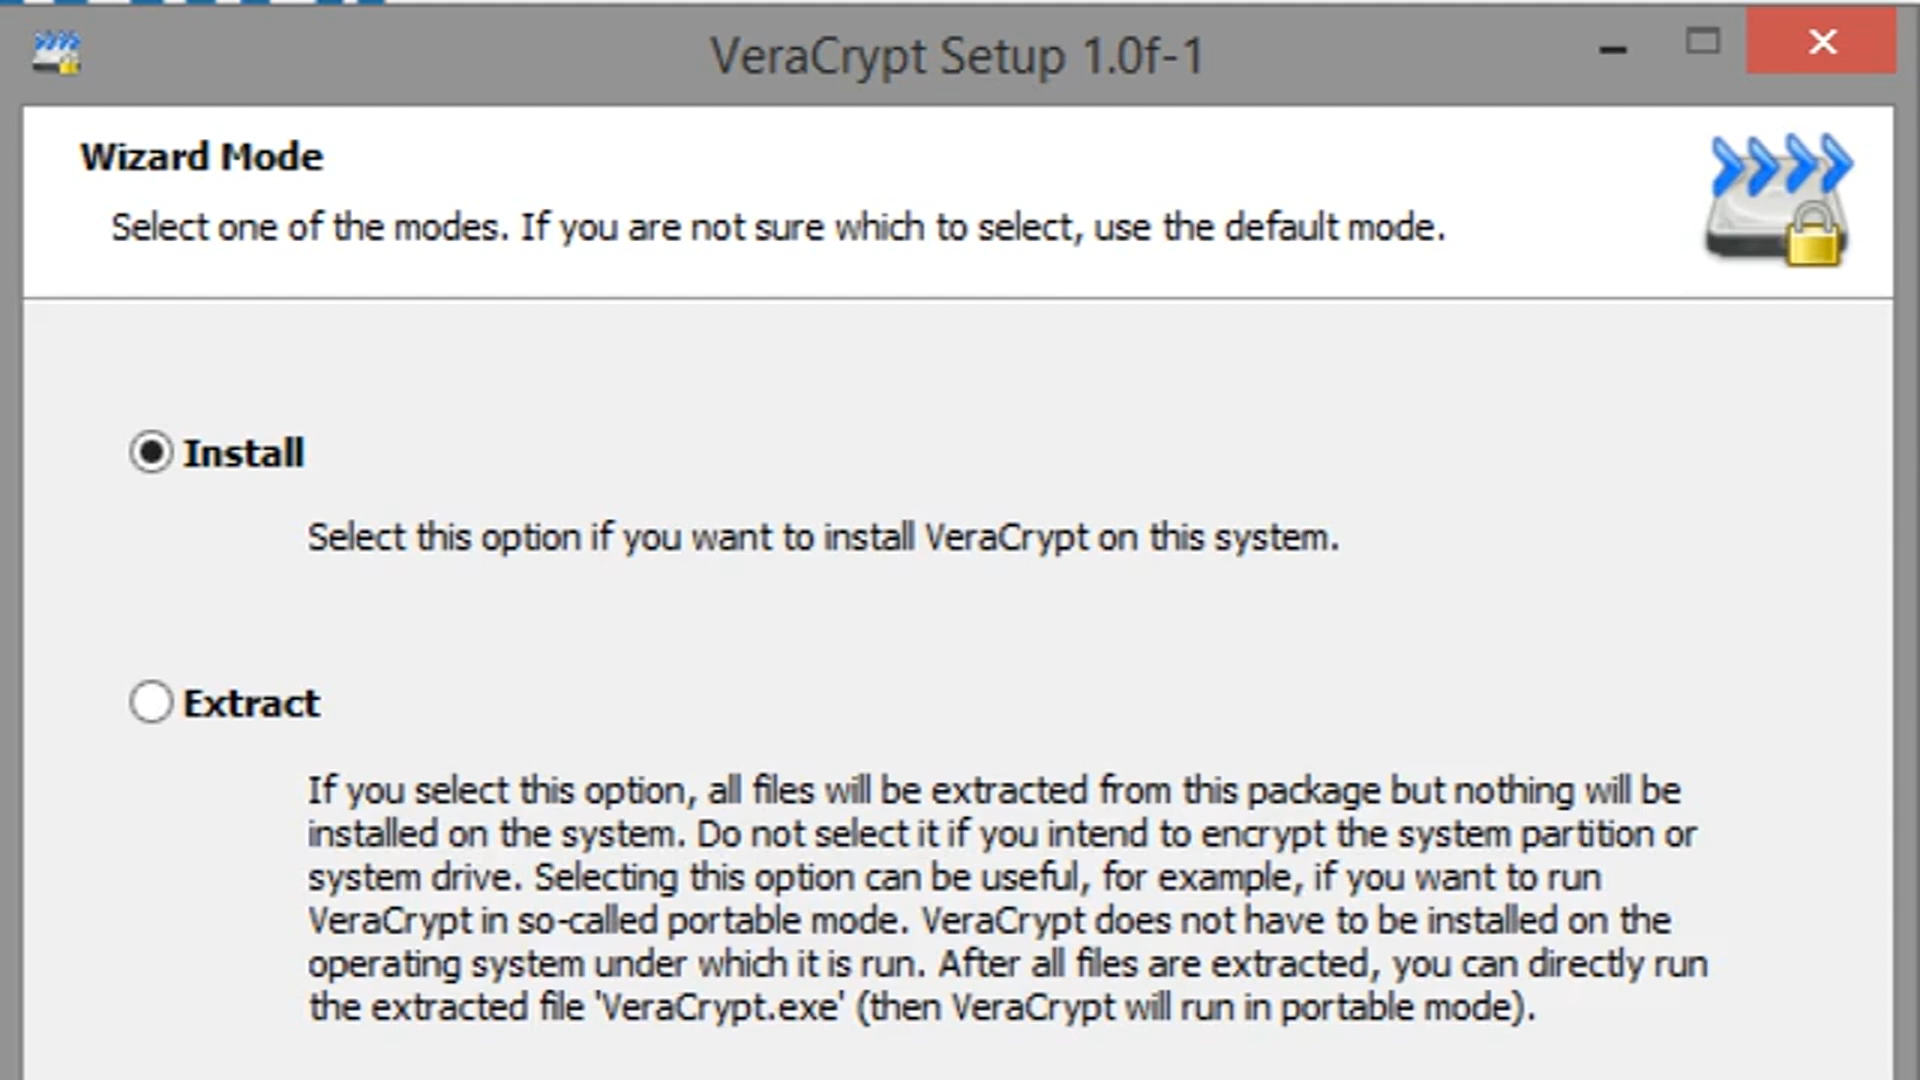 VeraCrypt Setup 1.0f-1
Wizard Mode
Select one of the modes. If you are not sure which to select, use the default mode.
Install
Select this option if you want to install VeraCrypt on this system.
Extract
If you select this option, all files will be extracted from this package but nothing will be
installed on the system. Do not select it if you intend to encrypt the system partition or
system drive. Selecting this option can be useful, for example, if you want to run
VeraCrypt in so-called portable mode. VeraCrypt does not have to be installed on the
operating system under which it is run. After all files are extracted, you can directly run
the extracted file 'VeraCrypt.exe' (then VeraCrypt will run in portable mode).